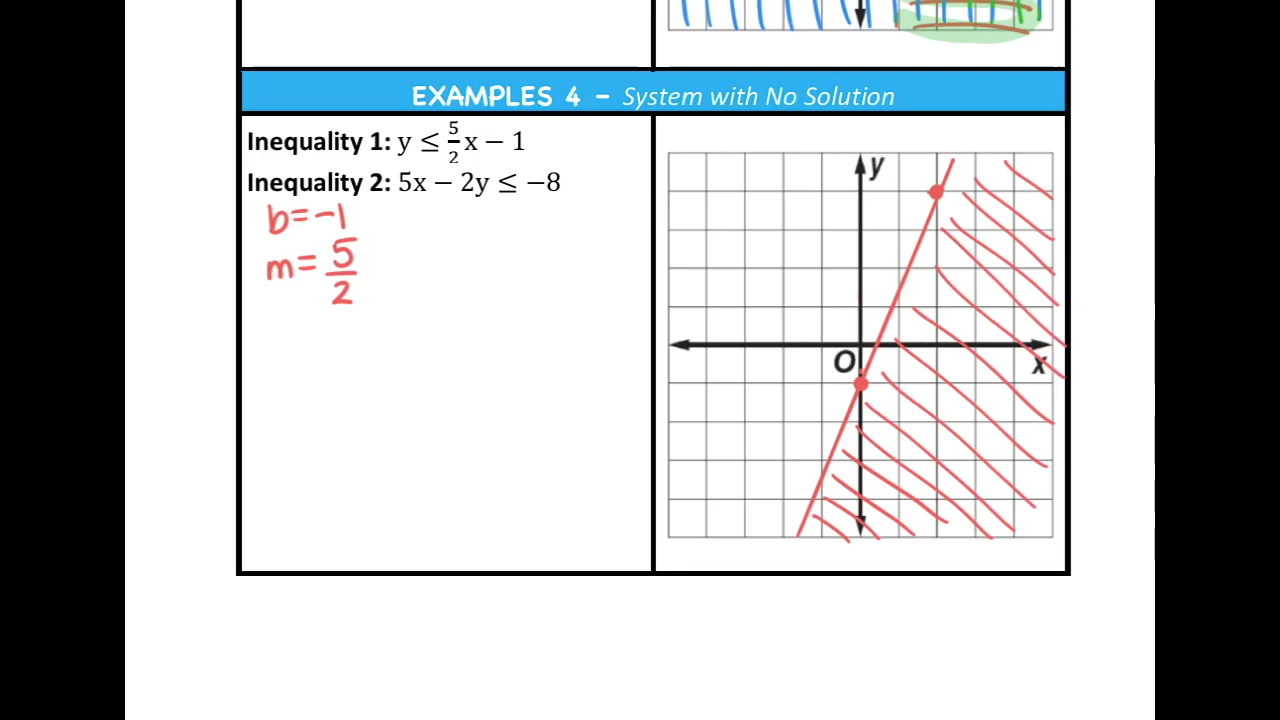 EXAMPLES 4 – System with No Solution
Inequality 1: y ≤ 5/2 x − 1
Inequality 2: 5x − 2y ≤ −8
b = −1
m = 5/2
y
O
x